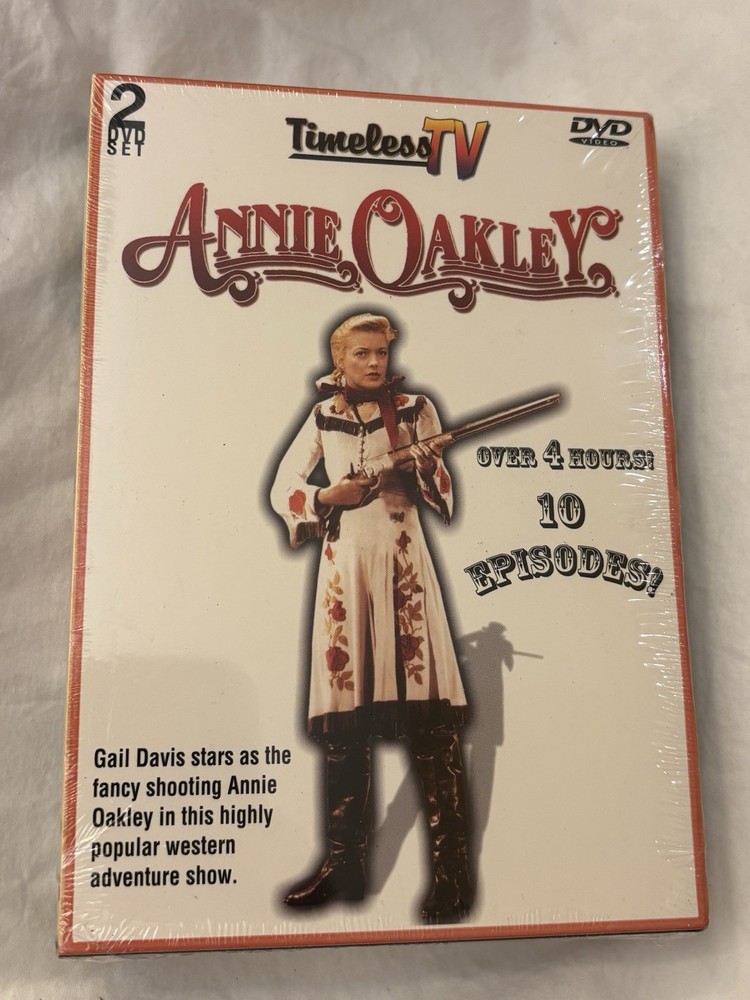 2
DVD
SET
TimelessTV
DVD
VIDEO
ANNIE OAKLEY
OVER 4 HOURS!
10
EPISODES!
Gail Davis stars as the
fancy shooting Annie
Oakley in this highly
popular western
adventure show.